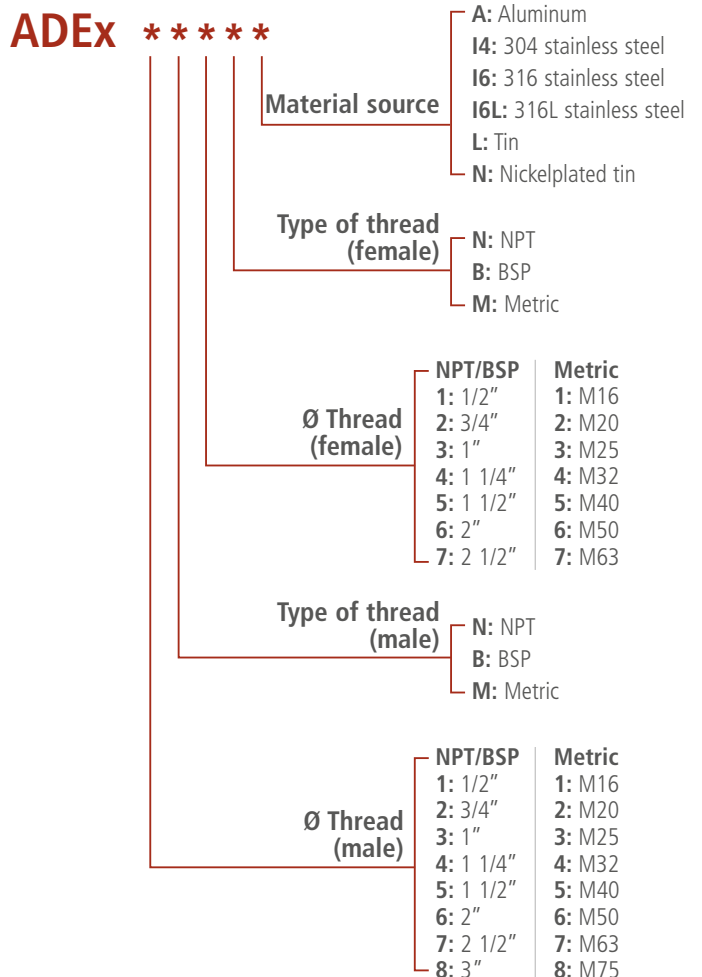 ADEx * * * * *
A: Aluminum
I4: 304 stainless steel
I6: 316 stainless steel
I6L: 316L stainless steel
L: Tin
N: Nickelplated tin
Material source
Type of thread
(female)
N: NPT
B: BSP
M: Metric
Ø Thread
(female)
NPT/BSP Metric
1: 1/2” 1: M16
2: 3/4” 2: M20
3: 1” 3: M25
4: 1 1/4” 4: M32
5: 1 1/2” 5: M40
6: 2” 6: M50
7: 2 1/2” 7: M63
Type of thread
(male)
N: NPT
B: BSP
M: Metric
Ø Thread
(male)
NPT/BSP Metric
1: 1/2” 1: M16
2: 3/4” 2: M20
3: 1” 3: M25
4: 1 1/4” 4: M32
5: 1 1/2” 5: M40
6: 2” 6: M50
7: 2 1/2” 7: M63
8: 3” 8: M75